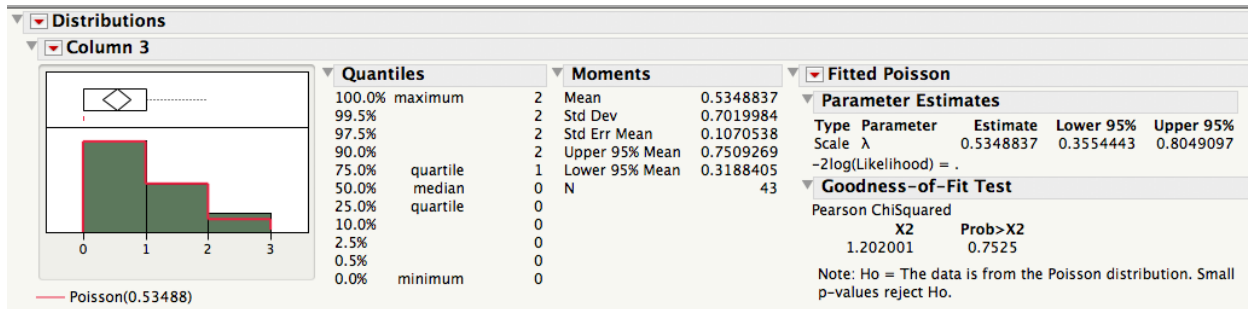 Distributions
Column 3
0 1 2 3
Poisson(0.53488)
Quantiles
100.0% maximum 2
99.5% 2
97.5% 2
90.0% 2
75.0% quartile 1
50.0% median 0
25.0% quartile 0
10.0% 0
2.5% 0
0.5% 0
0.0% minimum 0
Moments
Mean 0.5348837
Std Dev 0.7019984
Std Err Mean 0.1070538
Upper 95% Mean 0.7509269
Lower 95% Mean 0.3188405
N 43
Fitted Poisson
Parameter Estimates
Type Parameter Estimate Lower 95% Upper 95%
Scale λ 0.5348837 0.3554443 0.8049097
-2log(Likelihood) = .
Goodness-of-Fit Test
Pearson ChiSquared
X2 Prob>X2
1.202001 0.7525
Note: Ho = The data is from the Poisson distribution. Small
p-values reject Ho.